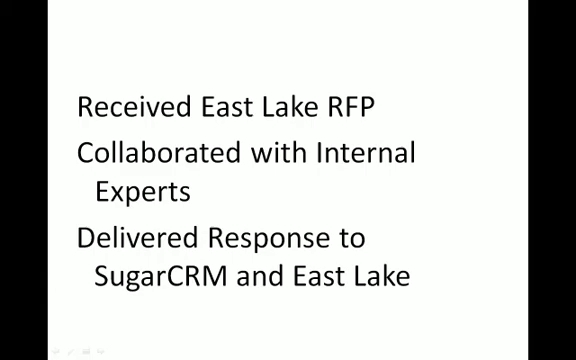 Received East Lake RFP
Collaborated with Internal
Experts
Delivered Response to
SugarCRM and East Lake